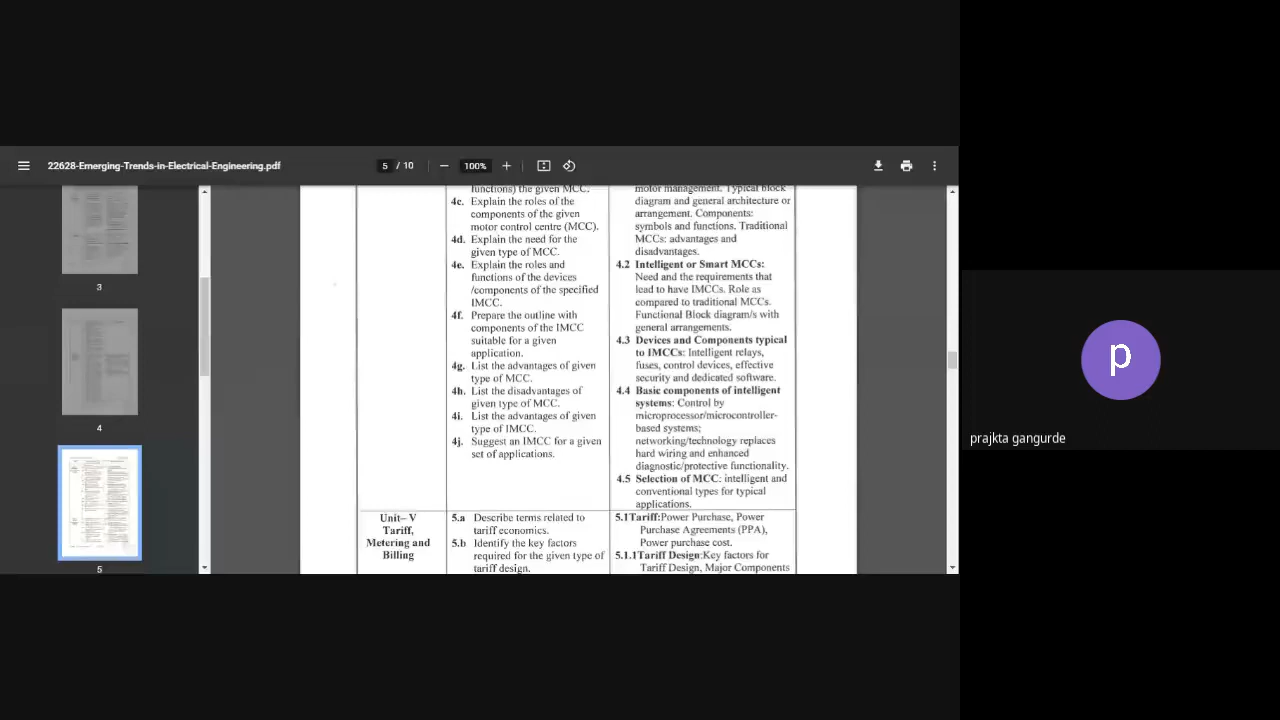 22628-Emerging-Trends-in-Electrical-Engineering.pdf
5 / 10
100%
3
4
5
functions) the given MCC.
4c. Explain the roles of the
components of the given
motor control centre (MCC).
4d. Explain the need for the
given type of MCC.
4e. Explain the roles and
functions of the devices
/components of the specified
IMCC.
4f. Prepare the outline with
components of the IMCC
suitable for a given
application.
4g. List the advantages of given
type of MCC.
4h. List the disadvantages of
given type of MCC.
4i. List the advantages of given
type of IMCC.
4j. Suggest an IMCC for a given
set of applications.
motor management. Typical block
diagram and general architecture or
arrangement. Components:
symbols and functions. Traditional
MCCs: advantages and
disadvantages.
4.2 Intelligent or Smart MCCs:
Need and the requirements that
lead to have IMCCs. Role as
compared to traditional MCCs.
Functional Block diagram/s with
general arrangements.
4.3 Devices and Components typical
to IMCCs: Intelligent relays,
fuses, control devices, effective
security and dedicated software.
4.4 Basic components of intelligent
systems: Control by
microprocessor/microcontroller-
based systems;
networking/technology replaces
hard wiring and enhanced
diagnostic/protective functionality.
4.5 Selection of MCC: intelligent and
conventional types for typical
applications.
Unit– V
Tariff,
Metering and
Billing
5.a Describe terms related to
tariff economics.
5.b Identify the key factors
required for the given type of
tariff design.
5.1Tariff:Power Purchase, Power
Purchase Agreements (PPA),
Power purchase cost.
5.1.1Tariff Design:Key factors for
Tariff Design, Major Components
p
prajkta gangurde